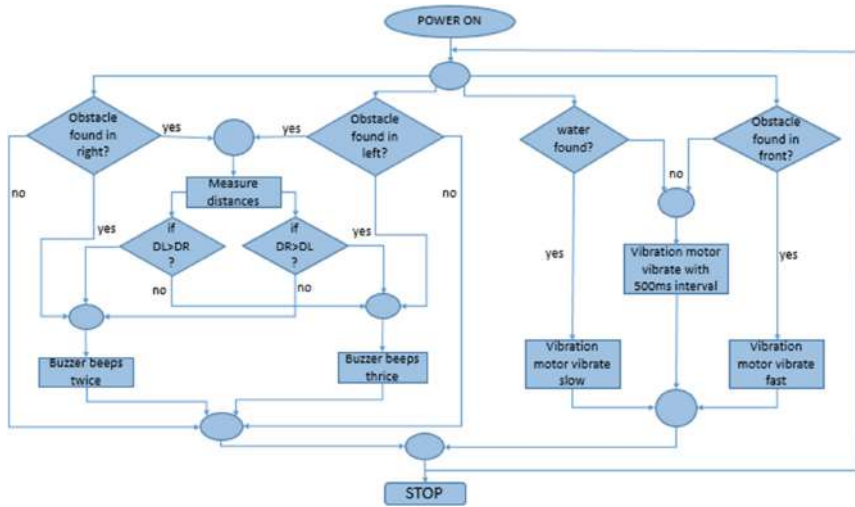 POWER ON
Obstacle
found in
right?
yes
yes
Obstacle
found in
left?
water
found?
Obstacle
found in
front?
no
no
no
Measure
distances
yes
if
DL>DR
?
if
DR>DL
?
yes
no
no
yes
Vibration motor
vibrate with
500ms interval
yes
Buzzer beeps
twice
Buzzer beeps
thrice
Vibration
motor vibrate
slow
Vibration
motor vibrate
fast
STOP